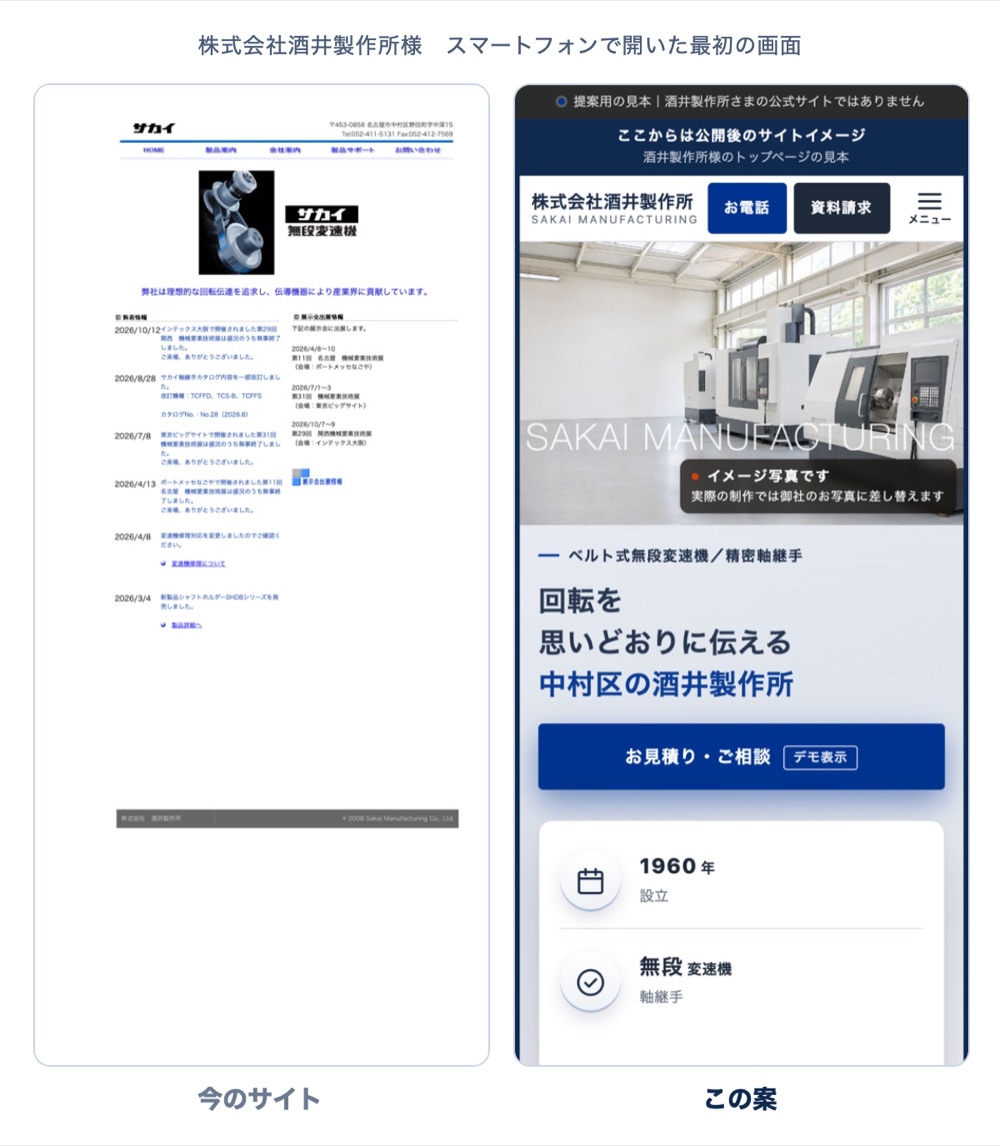 株式会社酒井製作所様　スマートフォンで開いた最初の画面
サカイ
〒453-0858 名古屋市中村区野田町字中深15
Tel:052-411-5131 Fax:052-412-7569
HOME 製品案内 会社案内 製品サポート お問い合わせ
サカイ
無段変速機
弊社は理想的な回転伝達を追求し、伝導機器により産業界に貢献しています。
新着情報
2026/10/12 インテックス大阪で開催されました第29回
関西　機械要素技術展は盛況のうち無事終了
しました。
ご来場、ありがとうございました。
2026/8/28 サカイ軸継手カタログ内容を一部改訂しまし
た。
改訂機種：TCFFD、TCS-B、TCFFS
カタログNo.：No.28（2026.8）
2026/7/8 東京ビッグサイトで開催された第31回
機械要素技術展は盛況のうち無事終了しまし
た。
ご来場、ありがとうございました。
2026/4/13 ポートメッセなごやで開催された第11回
名古屋　機械要素技術展は盛況のうち無事終
了しました。
ご来場、ありがとうございました。
2026/4/8 変速機修理対応を変更しましたのでご確認く
ださい。
変速機修理について
2026/3/4 新製品シャフトホルダーSHDBシリーズを発
売しました。
製品詳細へ
展示会出展情報
下記の展示会に出展します。
2026/4/8～10
第11回　名古屋　機械要素技術展
（会場：ポートメッセなごや）
2026/7/1～3
第31回　機械要素技術展
（会場：東京ビッグサイト）
2026/10/7～9
第29回　関西機械要素技術展
（会場：インテックス大阪）
展示会出展情報
株式会社　酒井製作所
© 2008 Sakai Manufacturing Co., Ltd.
今のサイト
提案用の見本｜酒井製作所さまの公式サイトではありません
ここからは公開後のサイトイメージ
酒井製作所様のトップページの見本
株式会社酒井製作所
SAKAI MANUFACTURING
お電話
資料請求
メニュー
SAKAI MANUFACTURING
イメージ写真です
実際の制作では御社のお写真に差し替えます
ベルト式無段変速機／精密軸継手
回転を
思いどおりに伝える
中村区の酒井製作所
お見積り・ご相談 デモ表示
1960 年
設立
無段 変速機
軸継手
この案